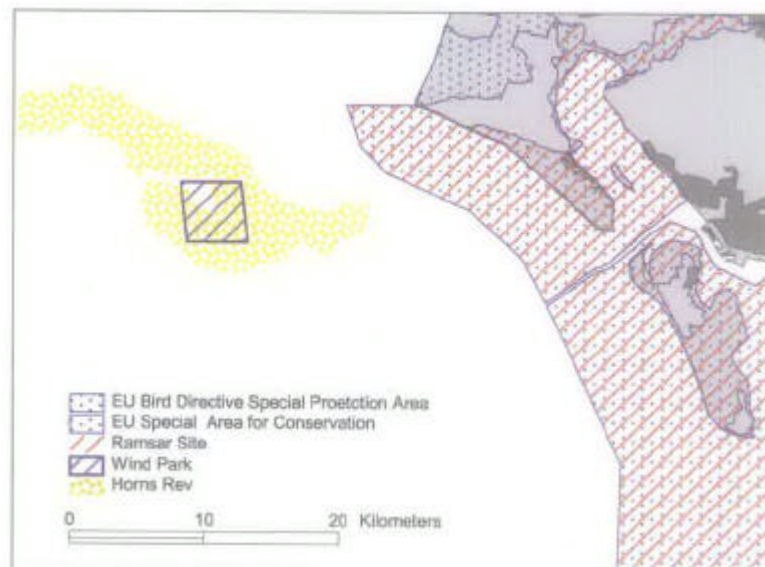 EU Bird Directive Special Proetction Area
EU Special Area for Conservation
Ramsar Site
Wind Park
Horns Rev
0 10 20 Kilometers